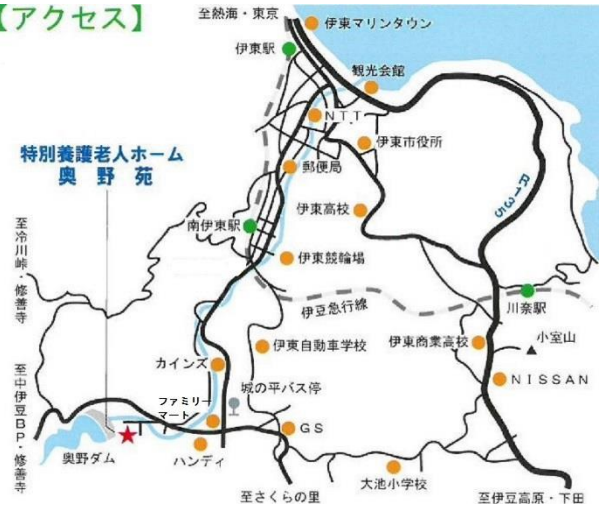 【アクセス】
至熱海・東京
伊東マリンタウン
伊東駅
観光会館
NTT
伊東市役所
特別養護老人ホーム
奥野苑
郵便局
R135
伊東高校
至冷川峠・修善寺
南伊東駅
伊東競輪場
伊豆急行線
川奈駅
伊東自動車学校
伊東商業高校
小室山
カインズ
至中伊豆BP・修善寺
城の平バス停
NISSAN
ファミリー
マート
GS
奥野ダム
ハンディ
大池小学校
至さくらの里
至伊豆高原・下田